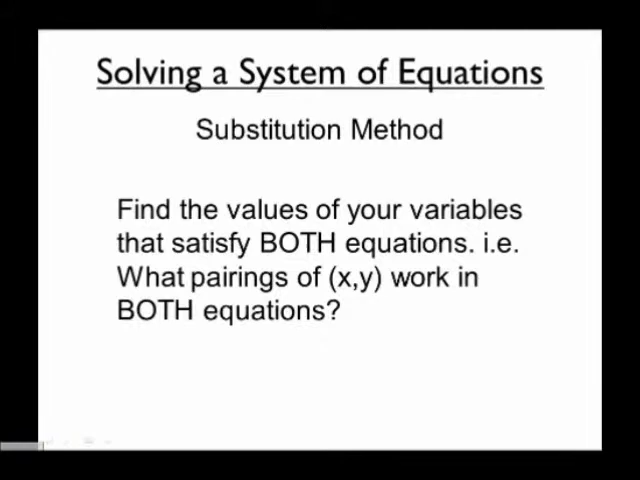 Solving a System of Equations
Substitution Method
Find the values of your variables
that satisfy BOTH equations. i.e.
What pairings of (x,y) work in
BOTH equations?